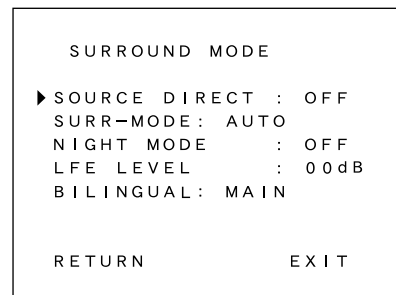 SURROUND MODE
SOURCE DIRECT : OFF
SURR-MODE: AUTO
NIGHT MODE : OFF
LFE LEVEL : 00dB
BILINGUAL: MAIN
RETURN EXIT